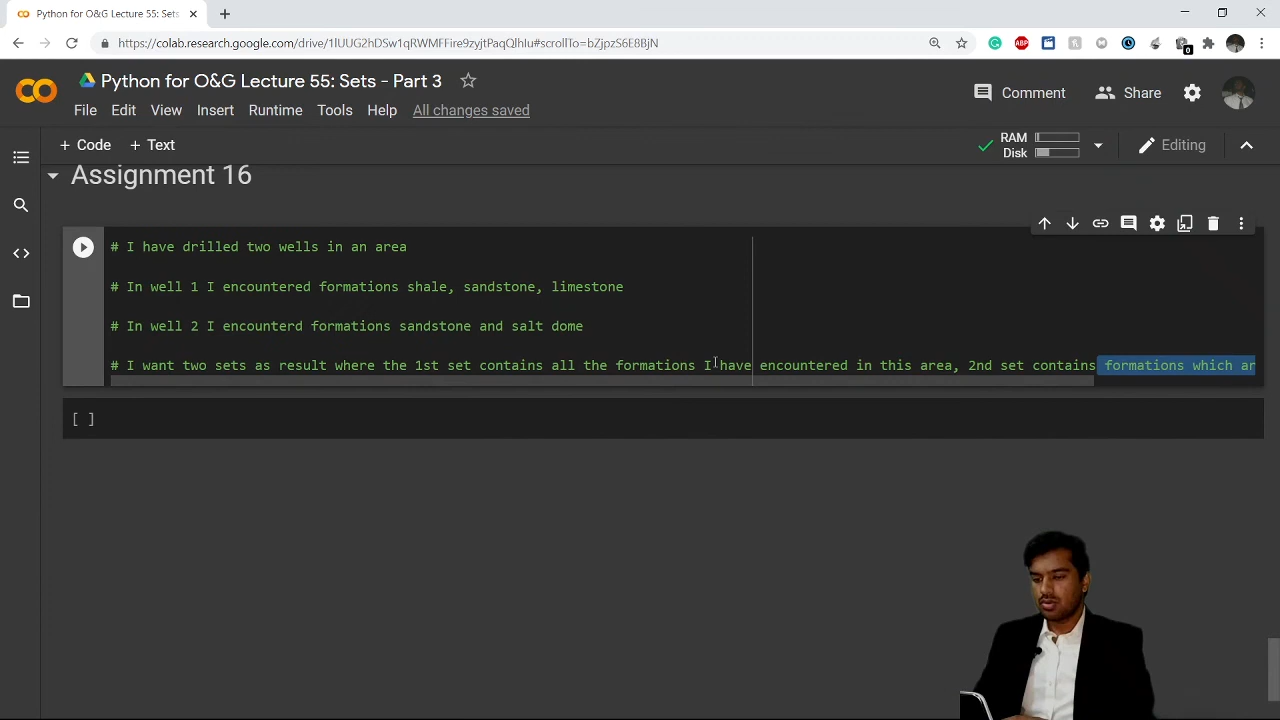 Python for O&G Lecture 55: Sets
https://colab.research.google.com/drive/1lUUG2hDSw1qRWMFFire9zydPaqQlhIu#scrollTo=bZjpzS6E8BjN
ABP
0
Python for O&G Lecture 55: Sets - Part 3
Comment
Share
File Edit View Insert Runtime Tools Help All changes saved
+ Code + Text
RAM
Disk
Editing
Assignment 16
# I have drilled two wells in an area
# In well 1 I encountered formations shale, sandstone, limestone
# In well 2 I encounterd formations sandstone and salt dome
# I want two sets as result where the 1st set contains all the formations I have encountered in this area, 2nd set contains formations which ar
[ ]